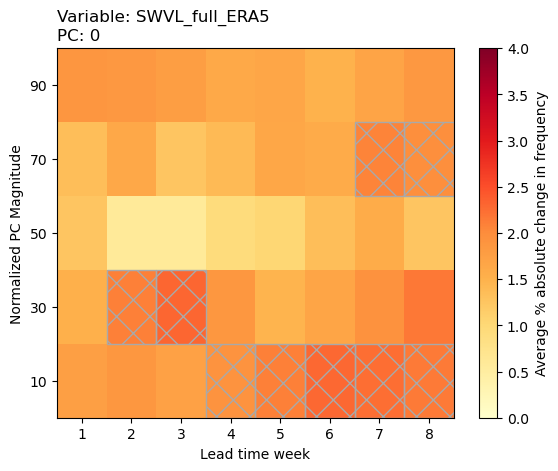 Variable: SWVL_full_ERA5
PC: 0
90
70
50
30
10
Normalized PC Magnitude
1 2 3 4 5 6 7 8
Lead time week
4.0
3.5
3.0
2.5
2.0
1.5
1.0
0.5
0.0
Average % absolute change in frequency